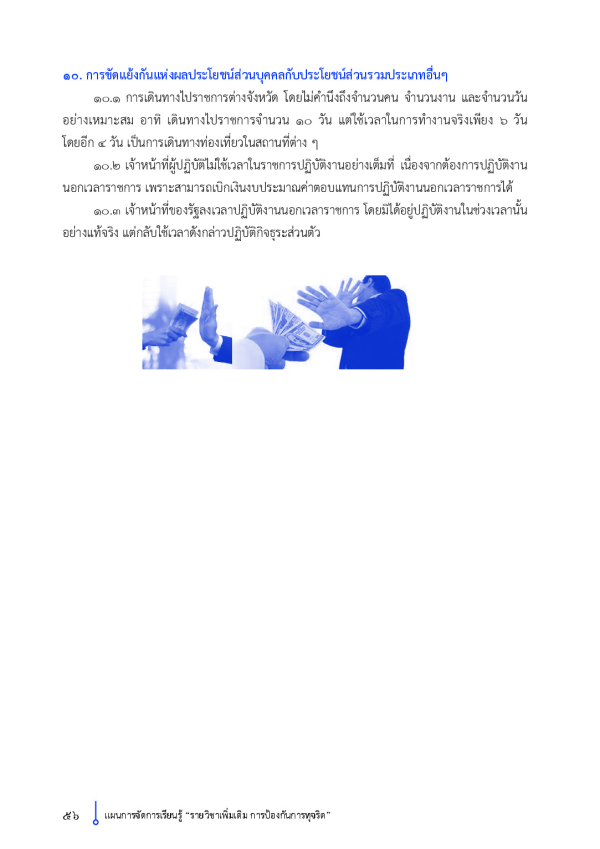 ๑๐. การขัดแย้งกันแห่งผลประโยชน์ส่วนบุคคลกับประโยชน์ส่วนรวมประเภทอื่นๆ
๑๐.๑ การเดินทางไปราชการต่างจังหวัด โดยไม่คำนึงถึงจำนวนคน จำนวนงาน และจำนวนวัน
อย่างเหมาะสม อาทิ เดินทางไปราชการจำนวน ๑๐ วัน แต่ใช้เวลาในการทำงานจริงเพียง ๖ วัน
โดยอีก ๔ วัน เป็นการเดินทางท่องเที่ยวในสถานที่ต่าง ๆ
๑๐.๒ เจ้าหน้าที่ผู้ปฏิบัติไม่ใช้เวลาในราชการปฏิบัติงานอย่างเต็มที่ เนื่องจากต้องการปฏิบัติงาน
นอกเวลาราชการ เพราะสามารถเบิกเงินงบประมาณค่าตอบแทนการปฏิบัติงานนอกเวลาราชการได้
๑๐.๓ เจ้าหน้าที่ของรัฐลงเวลาปฏิบัติงานนอกเวลาราชการ โดยมิได้อยู่ปฏิบัติงานในช่วงเวลานั้น
อย่างแท้จริง แต่กลับใช้เวลาดังกล่าวปฏิบัติกิจธุระส่วนตัว
๕๖ แผนการจัดการเรียนรู้ "รายวิชาเพิ่มเติม การป้องกันการทุจริต"